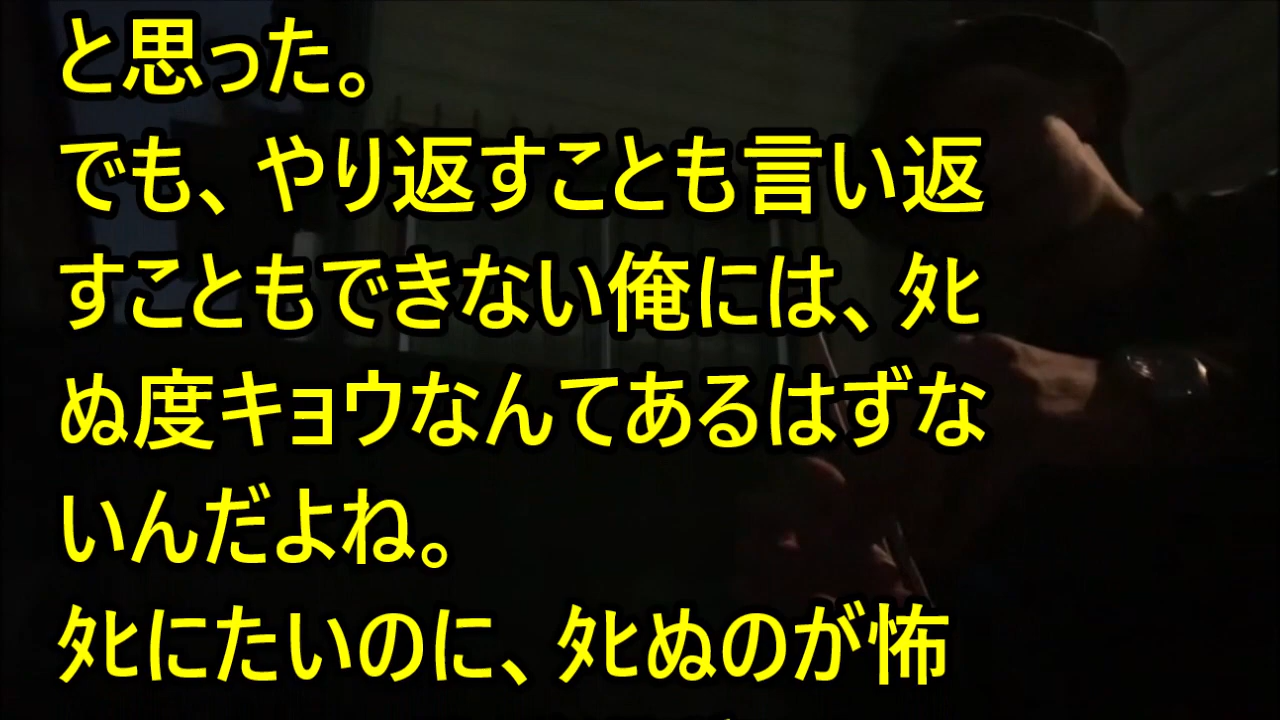 と思った。
でも、やり返すことも言い返
すこともできない俺には、ﾀﾋ
ぬ度キョウなんてあるはずな
いんだよね。
ﾀﾋにたいのに、ﾀﾋぬのが怖